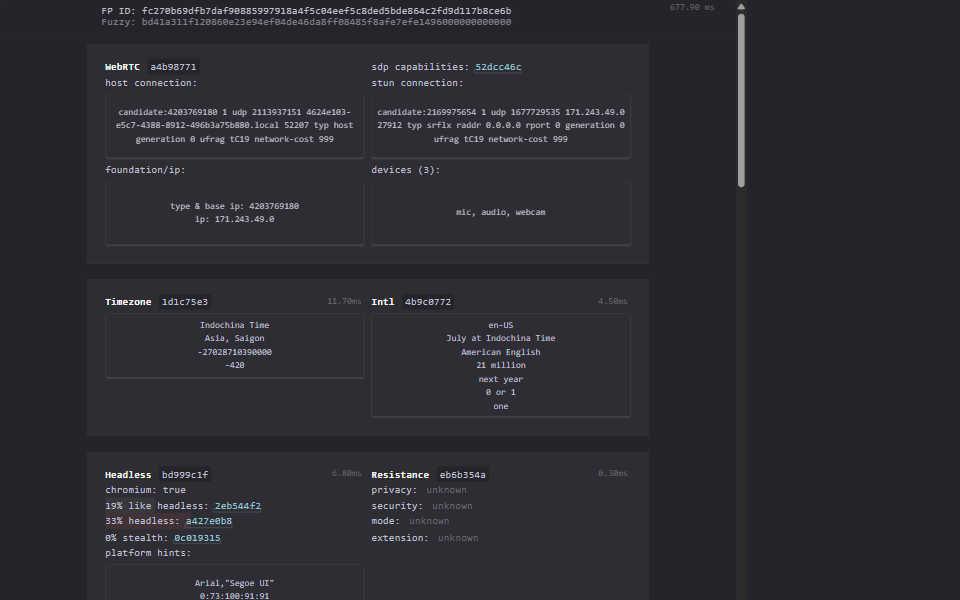 FP ID: fc270b69dfb7daf90885997918a4f5c04eef5c8ded5bde864c2fd9d117b8ce6b
677.90 ms
Fuzzy: bd41a311f120860e23e94ef04de46da8ff08485f8afe7efe1496000000000000
WebRTC a4b98771
host connection:
candidate:4203769180 1 udp 2113937151 4624e103-
e5c7-4388-8912-496b3a75b880.local 52207 typ host
generation 0 ufrag tC19 network-cost 999
foundation/ip:
type & base ip: 4203769180
ip: 171.243.49.0
sdp capabilities: 52dcc46c
stun connection:
candidate:2169975654 1 udp 1677729535 171.243.49.0
27912 typ srflx raddr 0.0.0.0 rport 0 generation 0
ufrag tC19 network-cost 999
devices (3):
mic, audio, webcam
Timezone 1d1c75e3 11.70ms
Indochina Time
Asia, Saigon
-27028710390000
-420
Intl 4b9c0772 4.50ms
en-US
July at Indochina Time
American English
21 million
next year
0 or 1
one
Headless bd999c1f 6.80ms
chromium: true
19% like headless: 2eb544f2
33% headless: a427e0b8
0% stealth: 0c019315
platform hints:
Arial,"Segoe UI"
0:73:100:91:91
Resistance eb6b354a 0.30ms
privacy: unknown
security: unknown
mode: unknown
extension: unknown